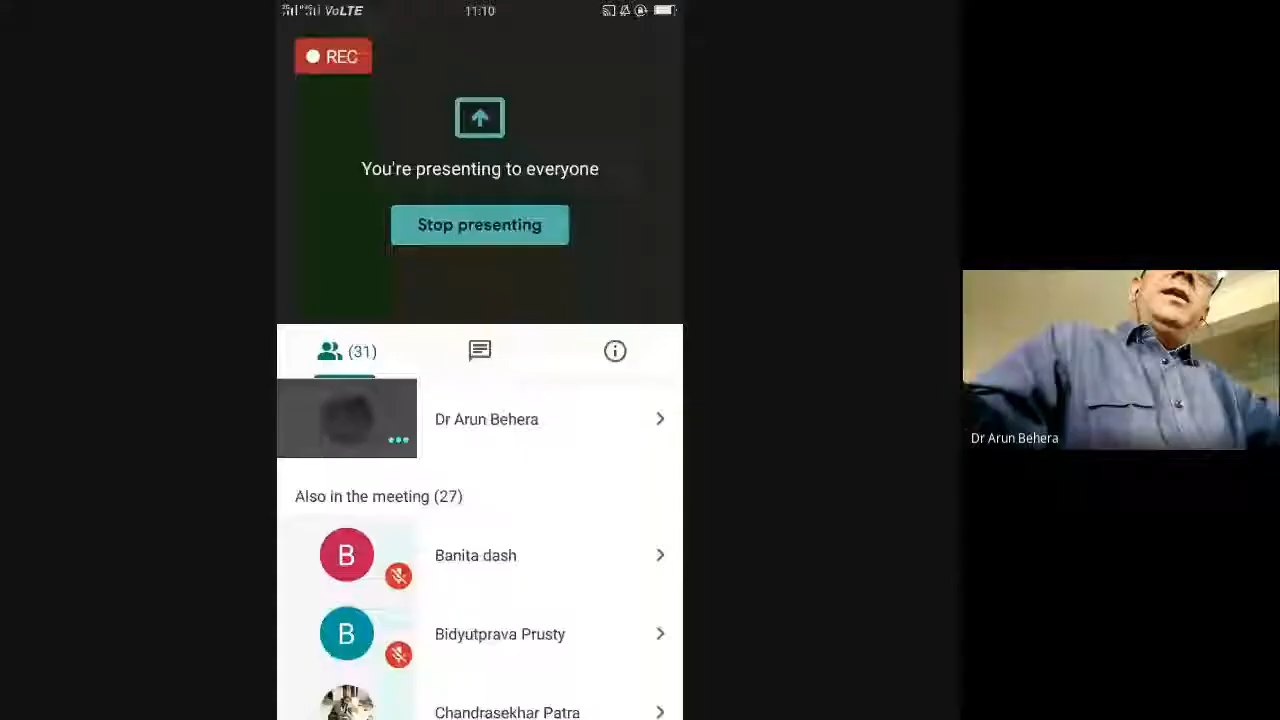 VoLTE 11:10
REC
You're presenting to everyone
Stop presenting
(31)
Dr Arun Behera
Also in the meeting (27)
B Banita dash
B Bidyutprava Prusty
Chandrasekhar Patra
Dr Arun Behera